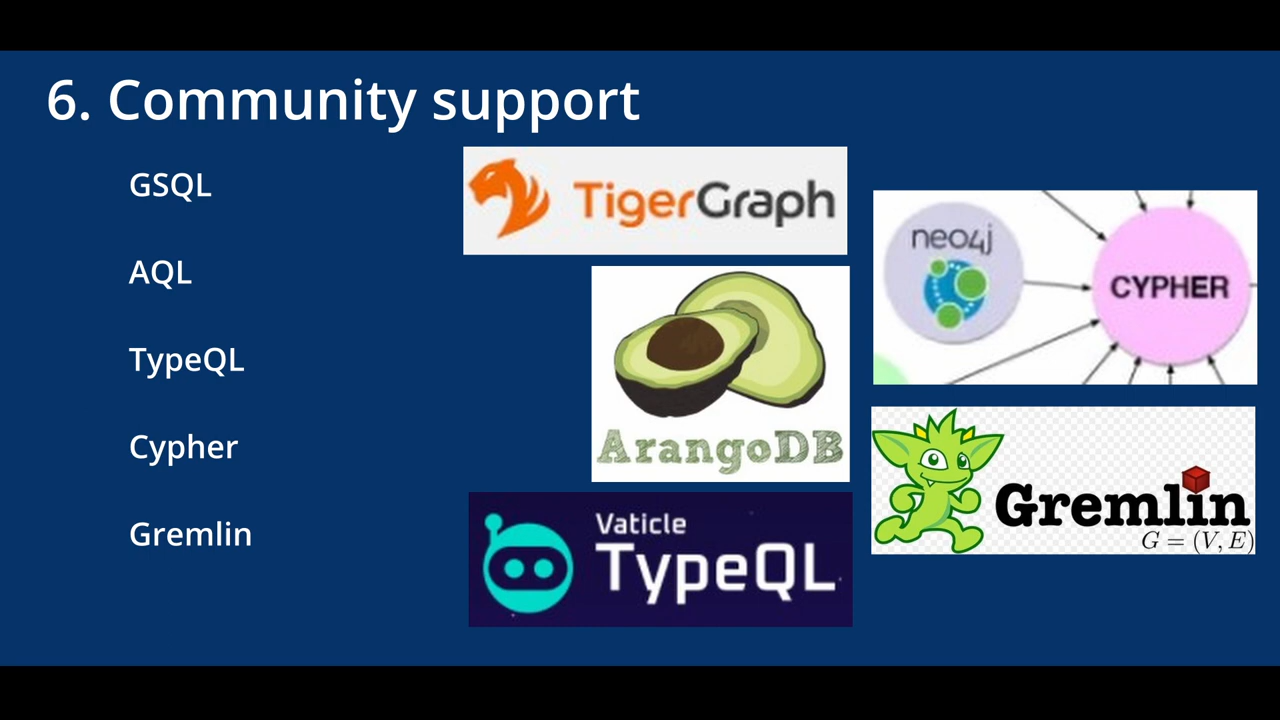 6. Community support
GSQL
AQL
TypeQL
Cypher
Gremlin
TigerGraph
ArangoDB
Vaticle
TypeQL
neo4j
CYPHER
Gremlin
G = (V, E)